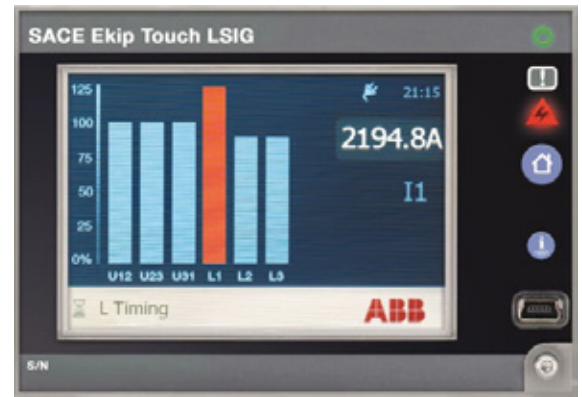 SACE Ekip Touch LSIG
125
100
75
50
25
0%
U12 U23 U31 L1 L2 L3
21:15
2194.8A
I1
L Timing
ABB
S/N